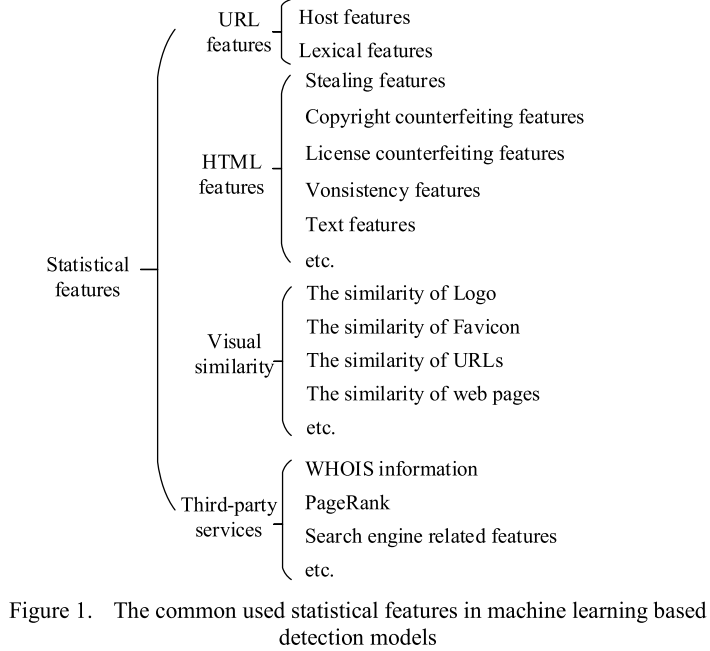 Statistical
features
URL
features
Host features
Lexical features
HTML
features
Stealing features
Copyright counterfeiting features
License counterfeiting features
Vonsistency features
Text features
etc.
Visual
similarity
The similarity of Logo
The similarity of Favicon
The similarity of URLs
The similarity of web pages
etc.
Third-party
services
WHOIS information
PageRank
Search engine related features
etc.
Figure 1. The common used statistical features in machine learning based
detection models